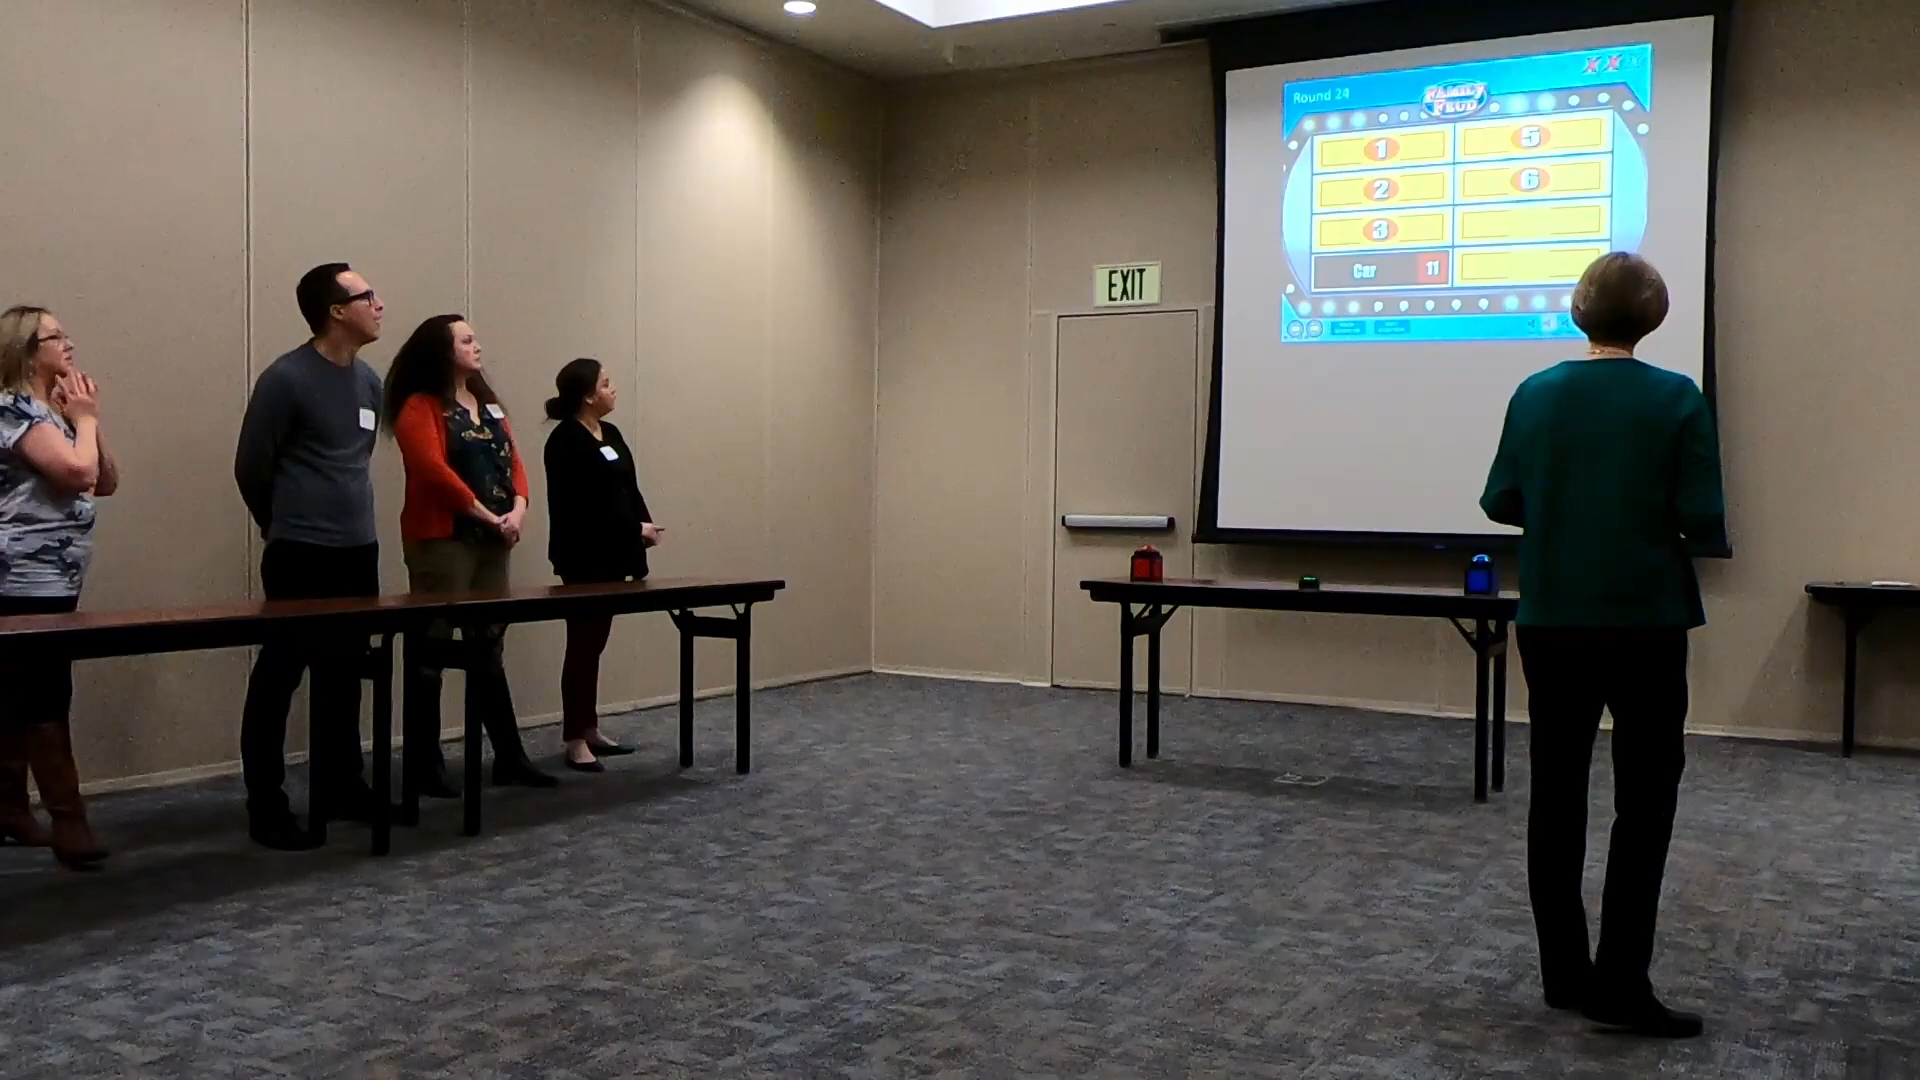 Round 24
FAMILY
FEUD
X X X
1
2
3
Car 11
5
6
EXIT